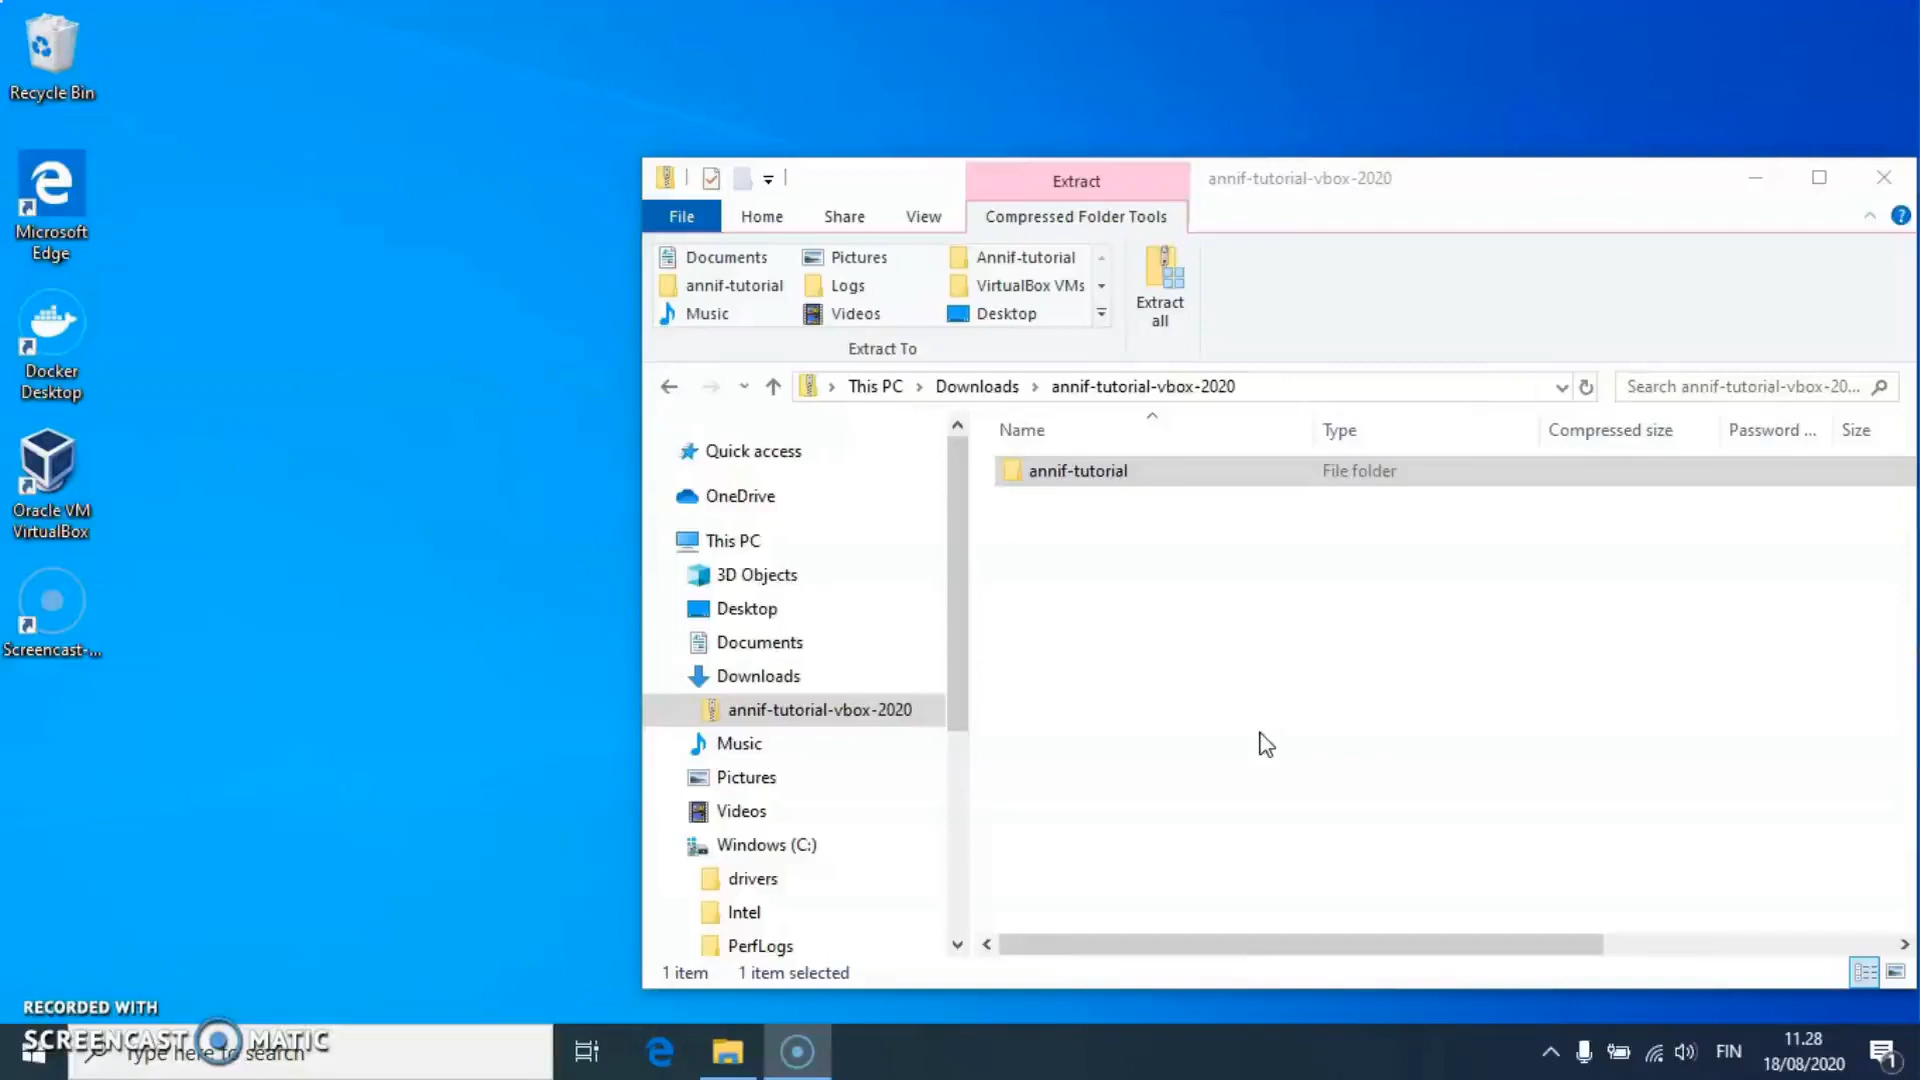 Recycle Bin
Microsoft
Edge
Docker
Desktop
Oracle VM
VirtualBox
Screencast-...
Extract
annif-tutorial-vbox-2020
File
Home
Share
View
Compressed Folder Tools
?
Documents
Pictures
Annif-tutorial
annif-tutorial
Logs
VirtualBox VMs
Music
Videos
Desktop
Extract
all
Extract To
This PC
Downloads
annif-tutorial-vbox-2020
Search annif-tutorial-vbox-20...
Name
Type
Compressed size
Password ...
Size
annif-tutorial
File folder
Quick access
OneDrive
This PC
3D Objects
Desktop
Documents
Downloads
annif-tutorial-vbox-2020
Music
Pictures
Videos
Windows (C:)
drivers
Intel
PerfLogs
1 item
1 item selected
RECORDED WITH
SCREENCAST MATIC
Type here to search
FIN
11.28
18/08/2020
1